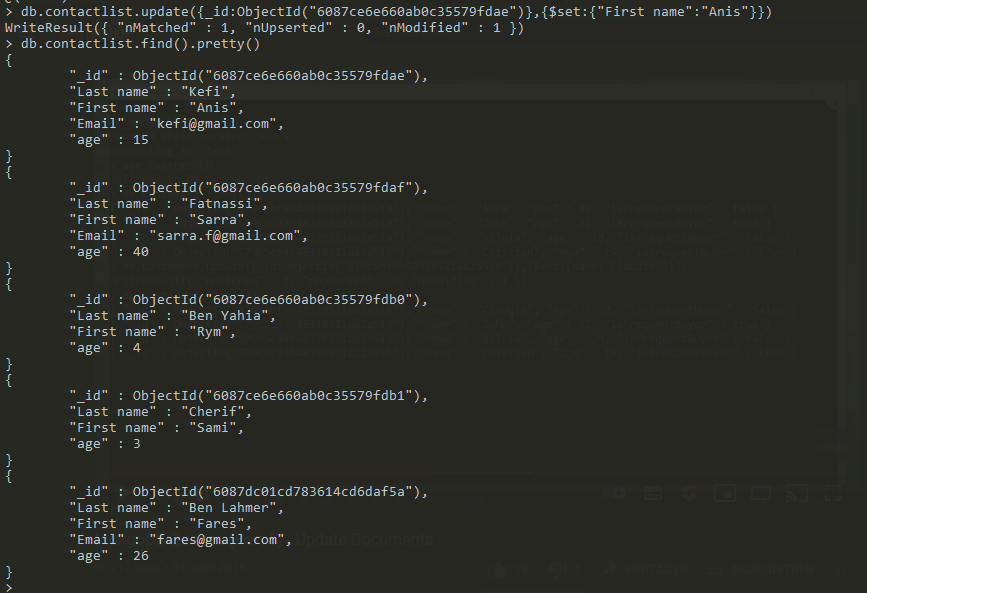 > db.contactlist.update({_id:ObjectId("6087ce6e660ab0c35579fdae")},{$set:{"First name":"Anis"}})
WriteResult({ "nMatched" : 1, "nUpserted" : 0, "nModified" : 1 })
> db.contactlist.find().pretty()
{
"_id" : ObjectId("6087ce6e660ab0c35579fdae"),
"Last name" : "Kefi",
"First name" : "Anis",
"Email" : "kefi@gmail.com",
"age" : 15
}
{
"_id" : ObjectId("6087ce6e660ab0c35579fdaf"),
"Last name" : "Fatnassi",
"First name" : "Sarra",
"Email" : "sarra.f@gmail.com",
"age" : 40
}
{
"_id" : ObjectId("6087ce6e660ab0c35579fdb0"),
"Last name" : "Ben Yahia",
"First name" : "Rym",
"age" : 4
}
{
"_id" : ObjectId("6087ce6e660ab0c35579fdb1"),
"Last name" : "Cherif",
"First name" : "Sami",
"age" : 3
}
{
"_id" : ObjectId("6087dc01cd783614cd6daf5a"),
"Last name" : "Ben Lahmer",
"First name" : "Fares",
"Email" : "fares@gmail.com",
Update Documents
"age" : 26
}
>